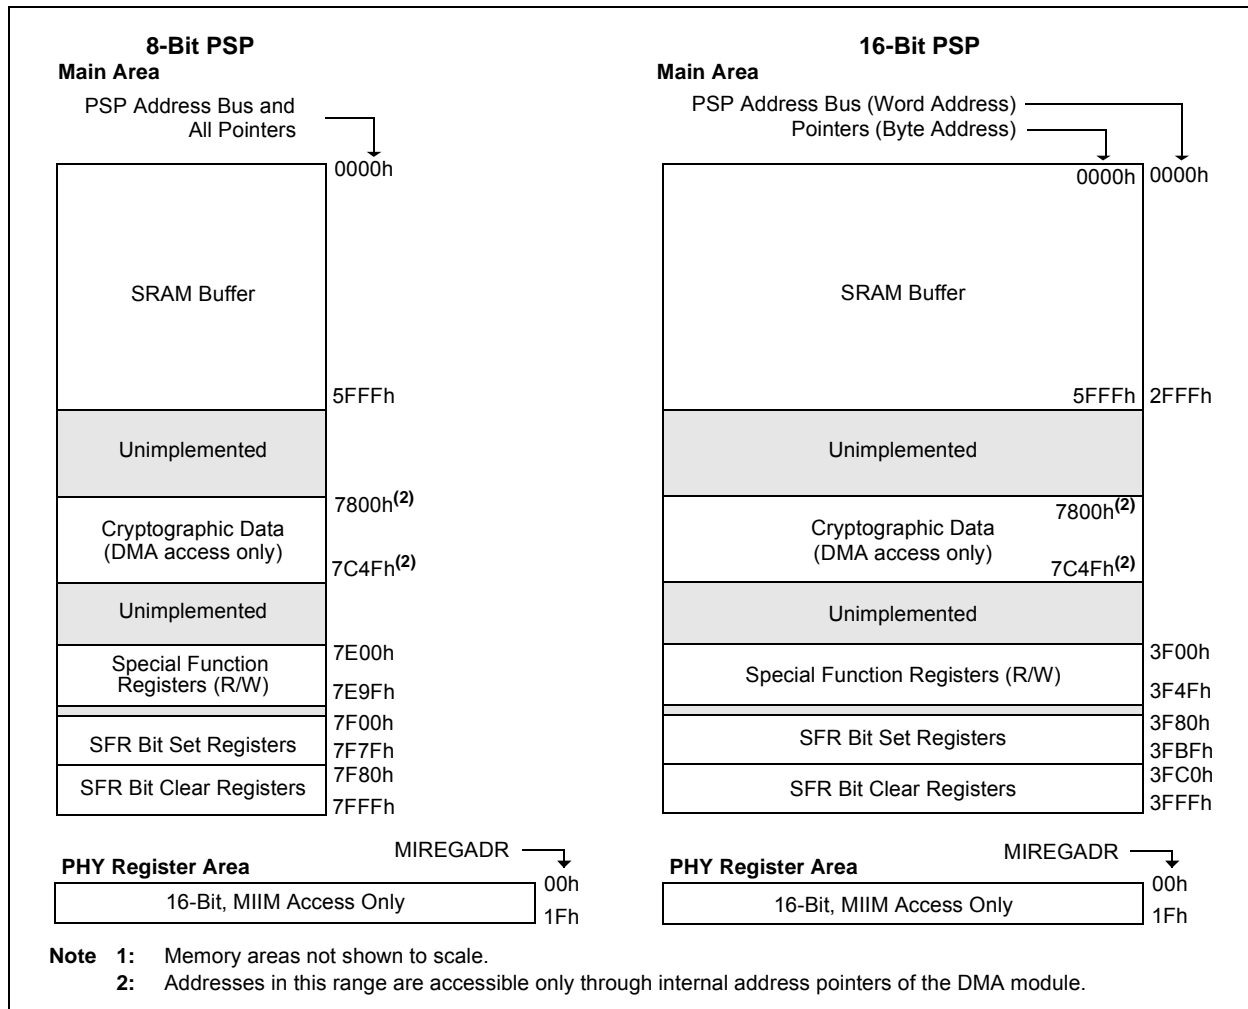 8-Bit PSP
Main Area
PSP Address Bus and
All Pointers
0000h
SRAM Buffer
5FFFh
Unimplemented
7800h(2)
Cryptographic Data
(DMA access only)
7C4Fh(2)
Unimplemented
7E00h
Special Function
Registers (R/W)
7E9Fh
7F00h
SFR Bit Set Registers
7F7Fh
7F80h
SFR Bit Clear Registers
7FFFh
PHY Register Area
MIREGADR
00h
16-Bit, MIIM Access Only
1Fh
16-Bit PSP
Main Area
PSP Address Bus (Word Address)
Pointers (Byte Address)
0000h 0000h
SRAM Buffer
5FFFh 2FFFh
Unimplemented
7800h(2)
Cryptographic Data
(DMA access only)
7C4Fh(2)
Unimplemented
3F00h
Special Function Registers (R/W)
3F4Fh
3F80h
SFR Bit Set Registers
3FBFh
3FC0h
SFR Bit Clear Registers
3FFFh
PHY Register Area
MIREGADR
00h
16-Bit, MIIM Access Only
1Fh
Note 1: Memory areas not shown to scale.
2: Addresses in this range are accessible only through internal address pointers of the DMA module.